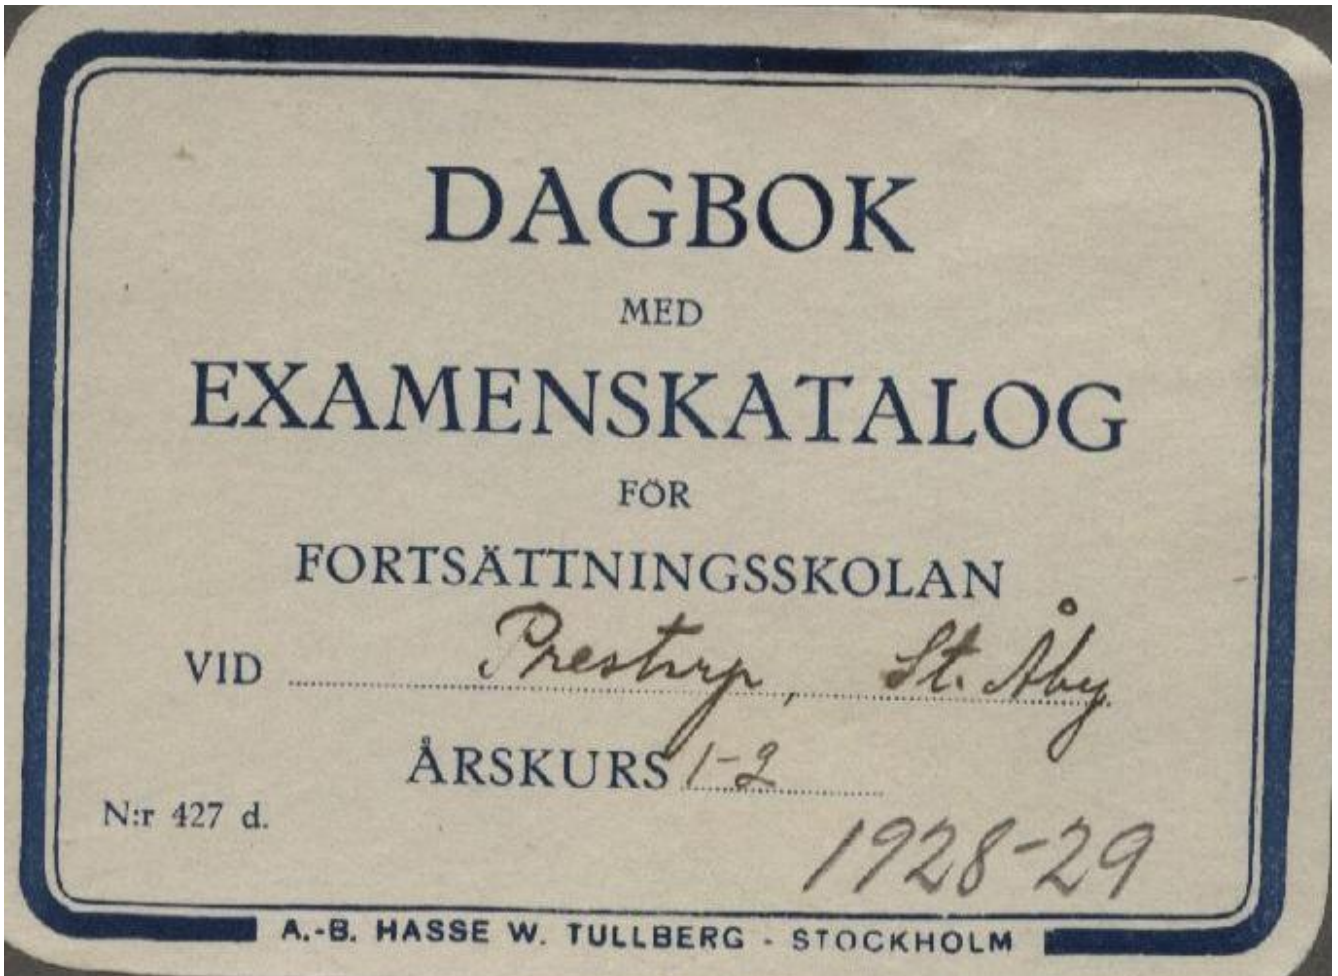 DAGBOK
MED
EXAMENSKATALOG
FÖR
FORTSÄTTNINGSSKOLAN
VID Prestorp, St. Åby
ÅRSKURS 1-2
N:r 427 d.
1928-29
A.-B. HASSE W. TULLBERG - STOCKHOLM